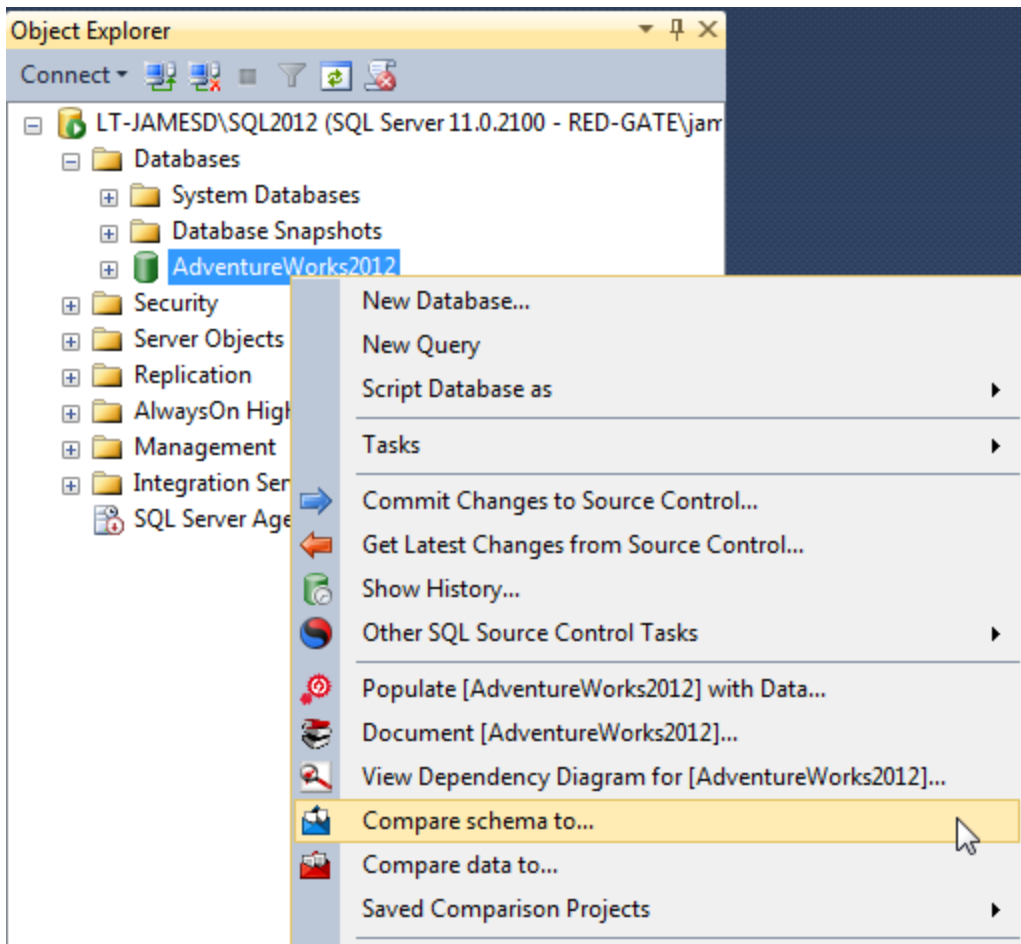 Object Explorer
Connect
LT-JAMESD\SQL2012 (SQL Server 11.0.2100 - RED-GATE\jam
Databases
System Databases
Database Snapshots
AdventureWorks2012
Security
Server Objects
Replication
AlwaysOn High
Management
Integration Ser
SQL Server Age
New Database...
New Query
Script Database as
Tasks
Commit Changes to Source Control...
Get Latest Changes from Source Control...
Show History...
Other SQL Source Control Tasks
Populate [AdventureWorks2012] with Data...
Document [AdventureWorks2012]...
View Dependency Diagram for [AdventureWorks2012]...
Compare schema to...
Compare data to...
Saved Comparison Projects